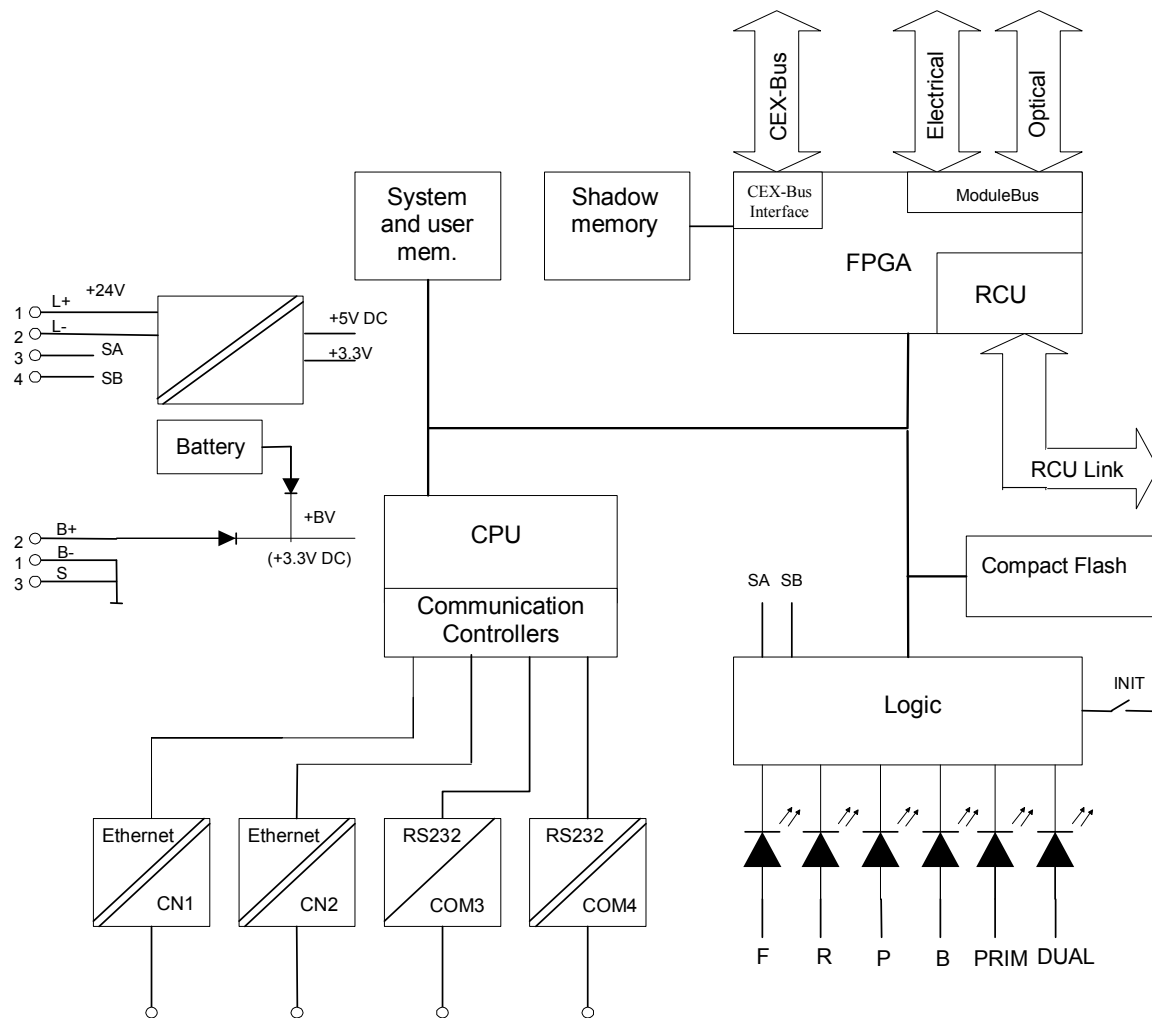 CEX-Bus
Electrical
Optical
System
and user
mem.
Shadow
memory
CEX-Bus
Interface
ModuleBus
FPGA
RCU
1 L+ +24V
2 L-
3 SA
4 SB
+5V DC
+3.3V
Battery
RCU Link
2 B+
1 B-
3 S
+BV
(+3.3V DC)
CPU
Communication
Controllers
Compact Flash
SA SB
Logic
INIT
Ethernet
CN1
Ethernet
CN2
RS232
COM3
RS232
COM4
F R P B PRIM DUAL